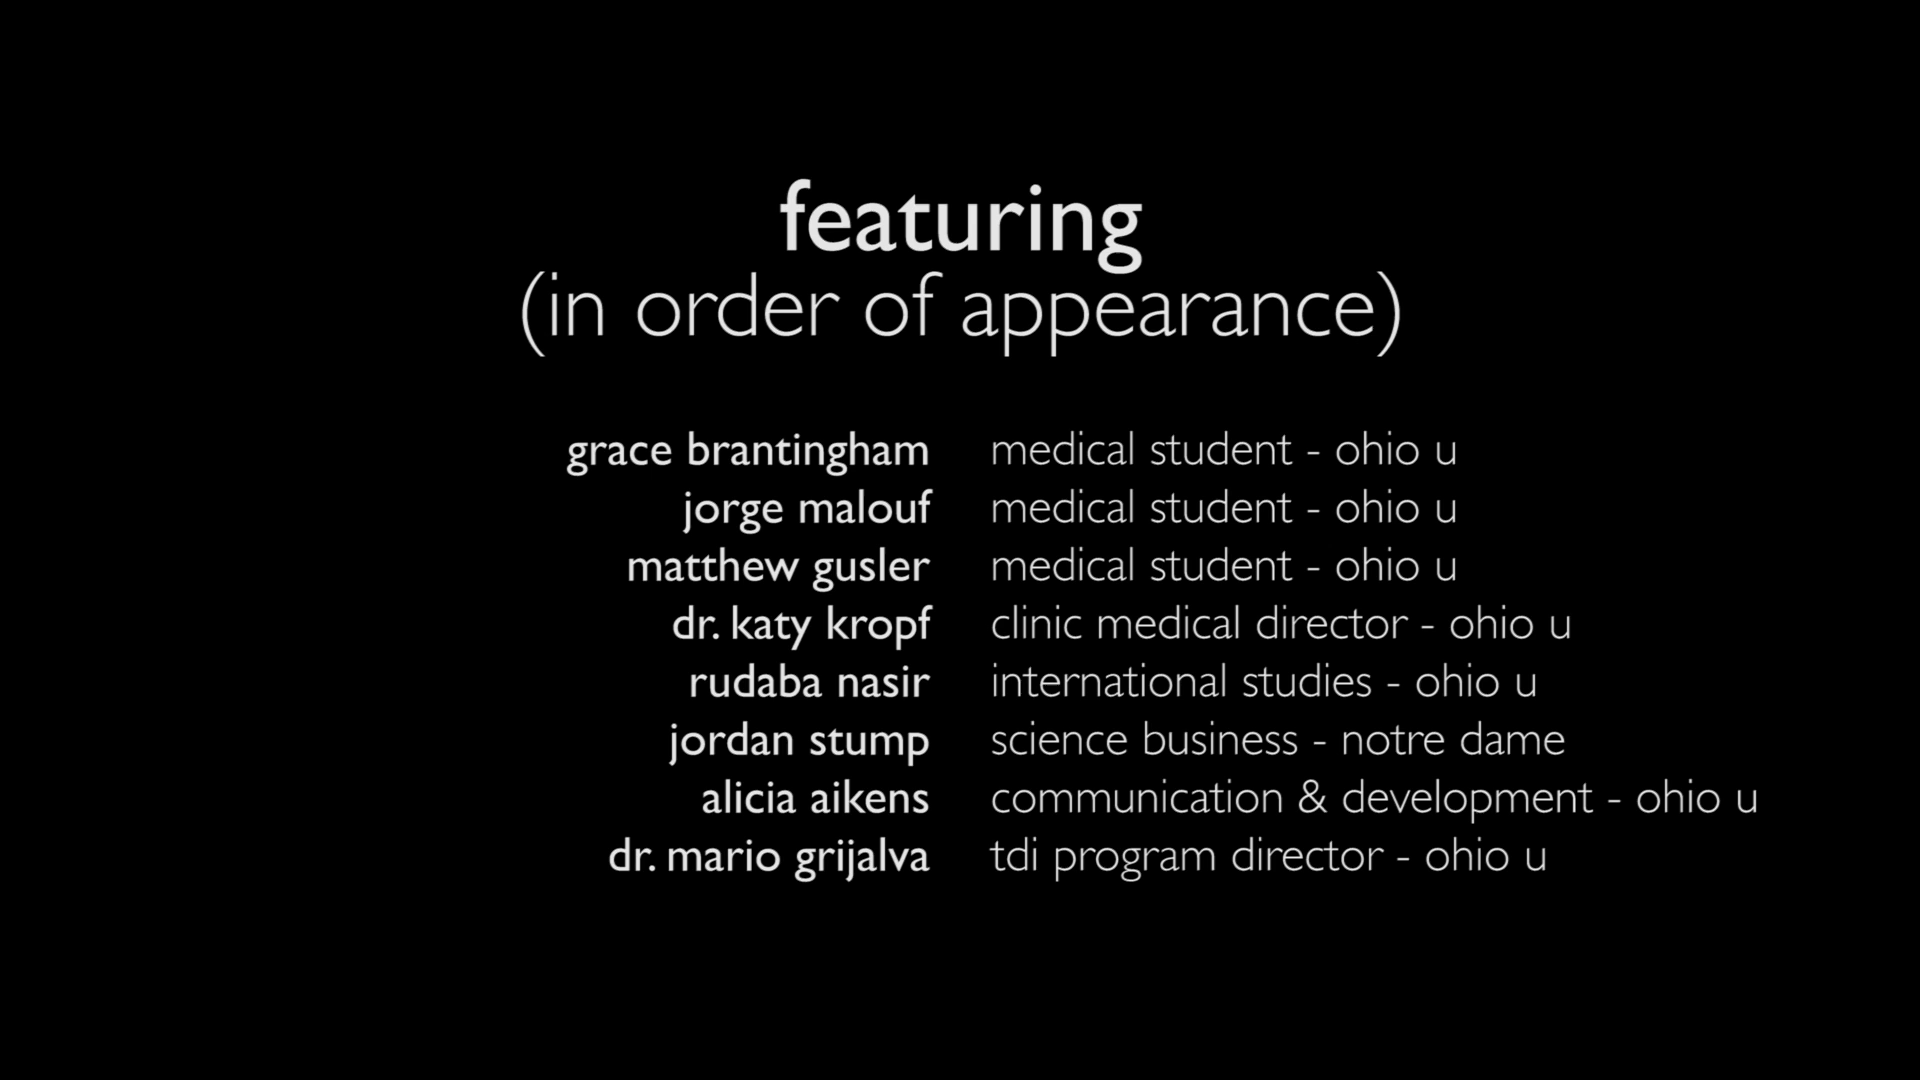 featuring
(in order of appearance)
grace brantingham medical student - ohio u
jorge malouf medical student - ohio u
matthew gusler medical student - ohio u
dr. katy kropf clinic medical director - ohio u
rudaba nasir international studies - ohio u
jordan stump science business - notre dame
alicia aikens communication & development - ohio u
dr. mario grijalva tdi program director - ohio u